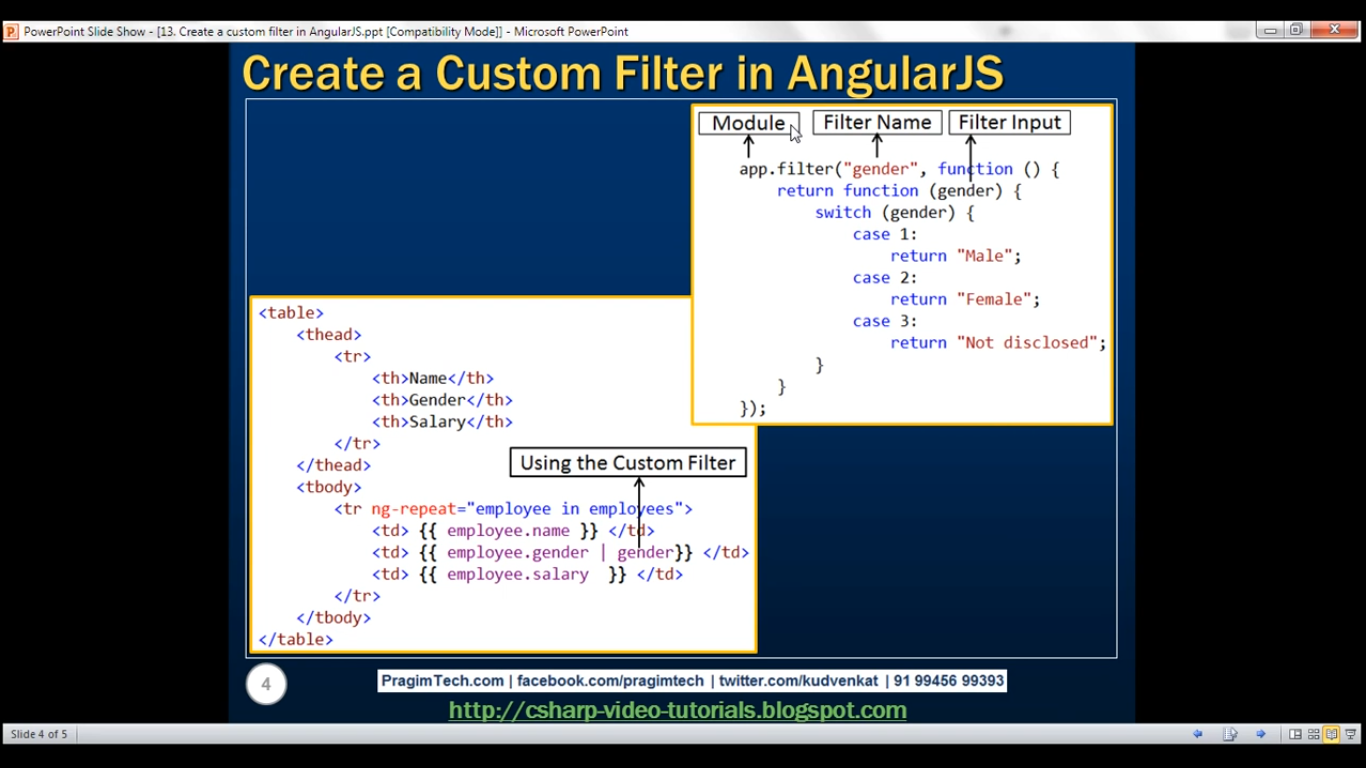 PowerPoint Slide Show - [13. Create a custom filter in AngularJS.ppt [Compatibility Mode]] - Microsoft PowerPoint
Create a Custom Filter in AngularJS
Module Filter Name Filter Input
app.filter("gender", function () {
return function (gender) {
switch (gender) {
case 1:
return "Male";
case 2:
return "Female";
case 3:
return "Not disclosed";
}
}
});
<table>
<thead>
<tr>
<th>Name</th>
<th>Gender</th>
<th>Salary</th>
</tr>
</thead>
Using the Custom Filter
<tbody>
<tr ng-repeat="employee in employees">
<td> {{ employee.name }} </td>
<td> {{ employee.gender | gender}} </td>
<td> {{ employee.salary  }} </td>
</tr>
</tbody>
</table>
4
PragimTech.com | facebook.com/pragimtech | twitter.com/kudvenkat | 91 99456 99393
http://csharp-video-tutorials.blogspot.com
Slide 4 of 5